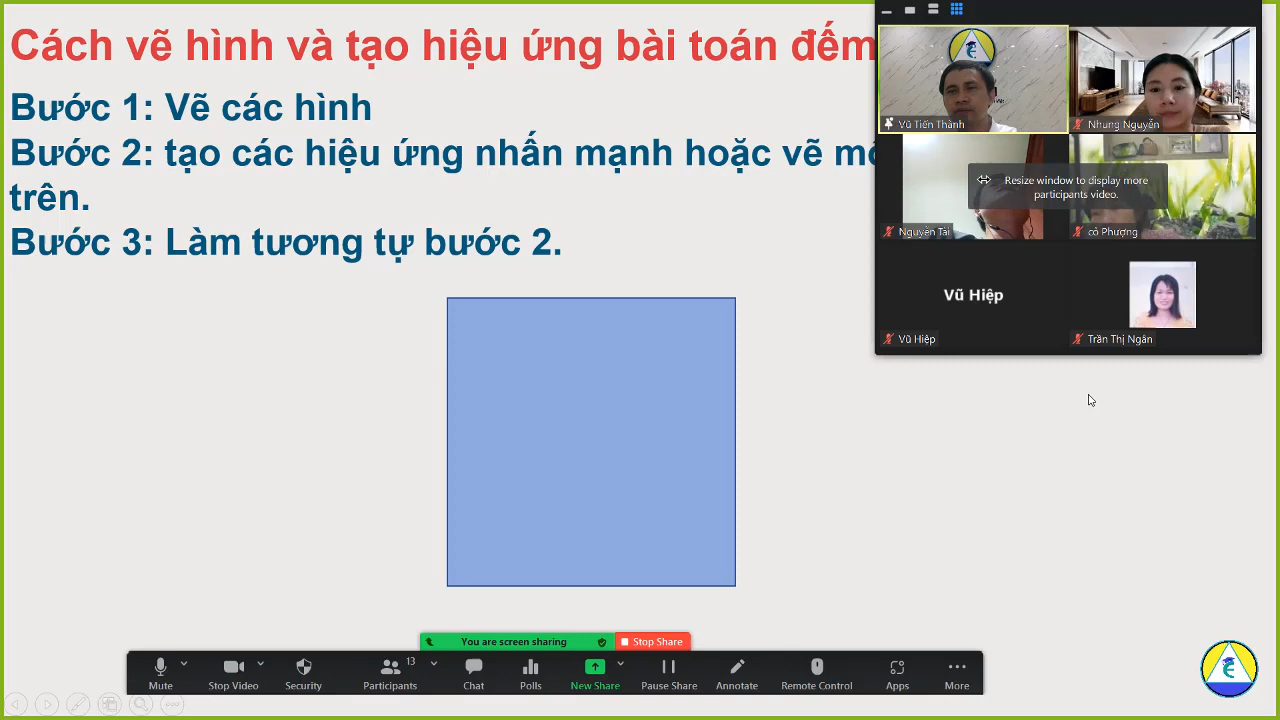 Cách vẽ hình và tạo hiệu ứng bài toán đếm
Bước 1: Vẽ các hình
Bước 2: tạo các hiệu ứng nhấn mạnh hoặc vẽ
trên.
Bước 3: Làm tương tự bước 2.
Vũ Tiến Thành
Nhung Nguyễn
Resize window to display more
participants video.
Nguyễn Tài
cô Phượng
Vũ Hiệp
Vũ Hiệp
Trần Thị Ngân
You are screen sharing
Stop Share
13
Mute
Stop Video
Security
Participants
Chat
Polls
New Share
Pause Share
Annotate
Remote Control
Apps
More